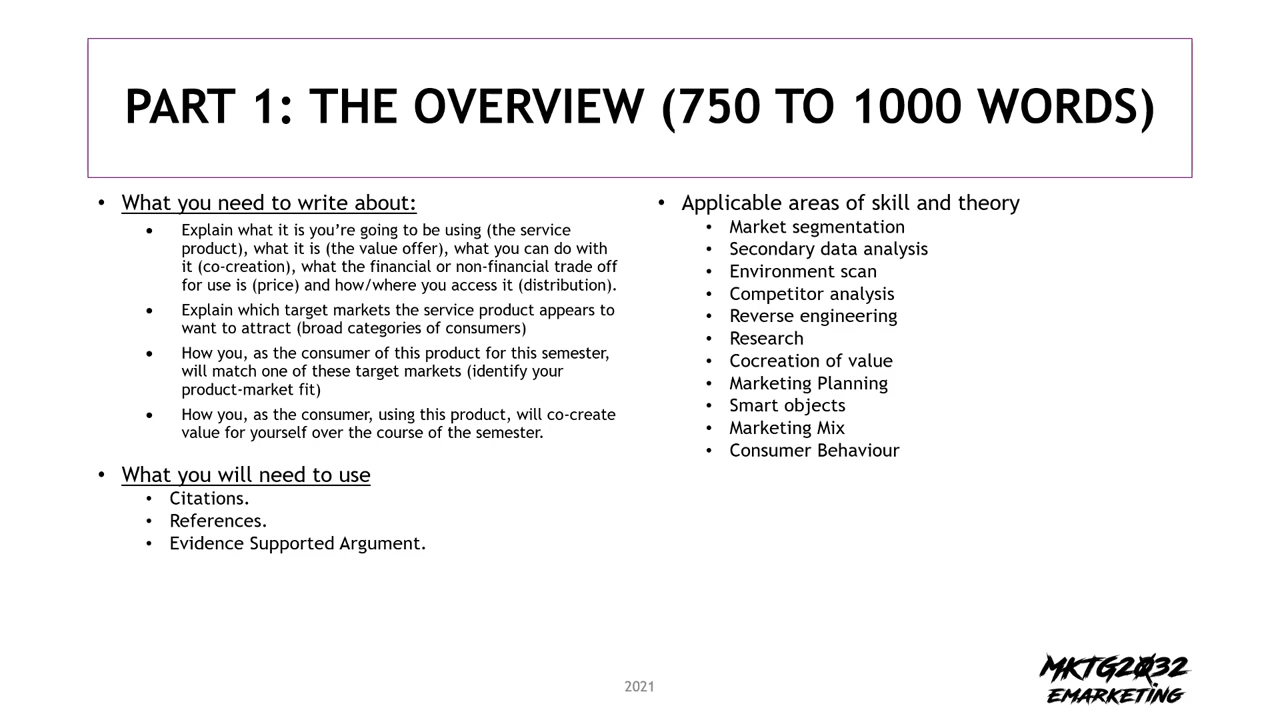 PART 1: THE OVERVIEW (750 TO 1000 WORDS)
• What you need to write about:
• Explain what it is you’re going to be using (the service
product), what it is (the value offer), what you can do with
it (co-creation), what the financial or non-financial trade off
for use is (price) and how/where you access it (distribution).
• Explain which target markets the service product appears to
want to attract (broad categories of consumers)
• How you, as the consumer of this product for this semester,
will match one of these target markets (identify your
product-market fit)
• How you, as the consumer, using this product, will co-create
value for yourself over the course of the semester.
• What you will need to use
• Citations.
• References.
• Evidence Supported Argument.
• Applicable areas of skill and theory
• Market segmentation
• Secondary data analysis
• Environment scan
• Competitor analysis
• Reverse engineering
• Research
• Cocreation of value
• Marketing Planning
• Smart objects
• Marketing Mix
• Consumer Behaviour
2021
MKTG2032
EMARKETING